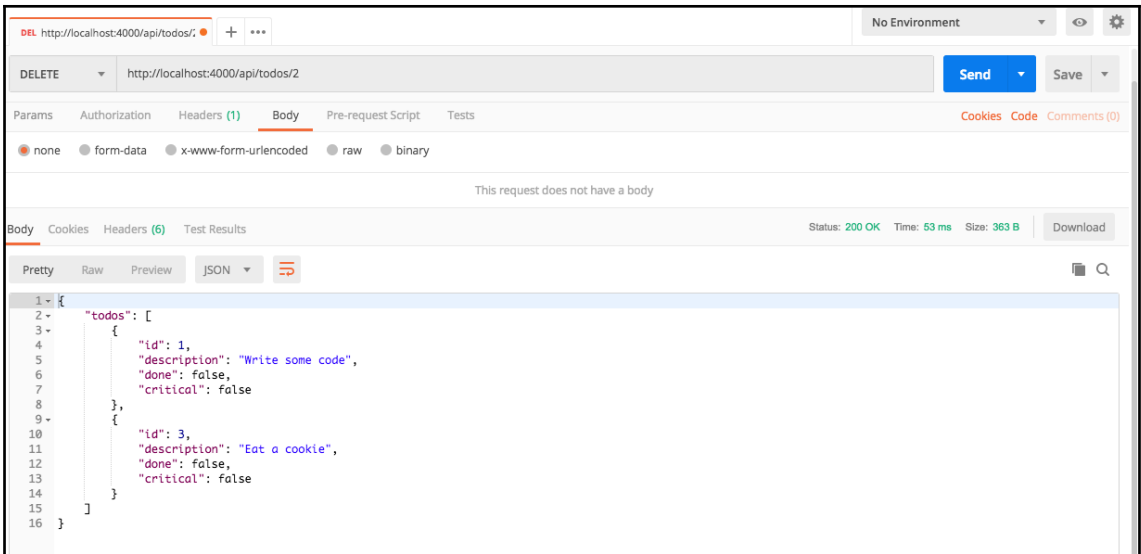 No Environment
DEL http://localhost:4000/api/todos/2 + •••
DELETE http://localhost:4000/api/todos/2 Send Save
Params Authorization Headers (1) Body Pre-request Script Tests Cookies Code Comments (0)
none form-data x-www-form-urlencoded raw binary
This request does not have a body
Body Cookies Headers (6) Test Results Status: 200 OK Time: 53 ms Size: 363 B Download
Pretty Raw Preview JSON
1 {
2 "todos": [
3 {
4 "id": 1,
5 "description": "Write some code",
6 "done": false,
7 "critical": false
8 },
9 {
10 "id": 3,
11 "description": "Eat a cookie",
12 "done": false,
13 "critical": false
14 }
15 ]
16 }